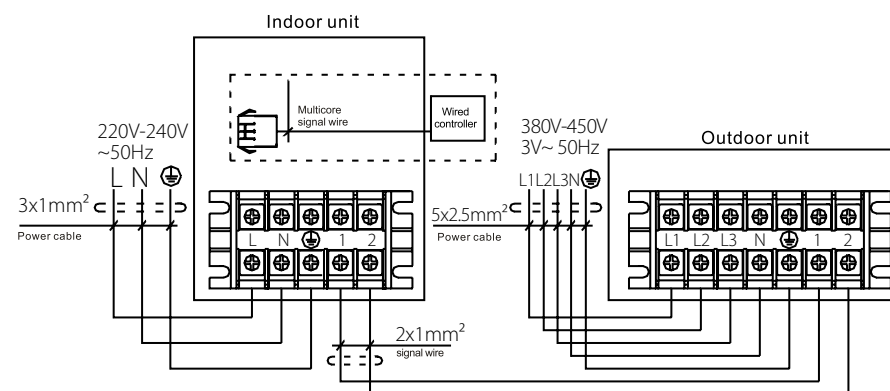 Indoor unit
Multicore
signal wire
Wired
controller
220V-240V
~50Hz
L N
3x1mm²
Power cable
L N 1 2
2x1mm²
signal wire
380V-450V
3V~ 50Hz
L1L2L3N
5x2.5mm²
Power cable
Outdoor unit
L1 L2 L3 N 1 2